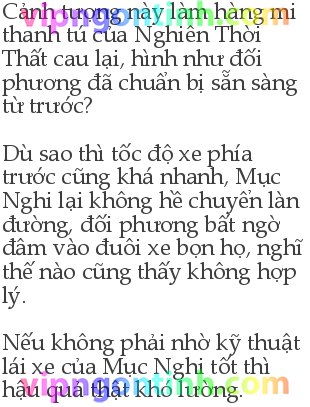 Cảnh tượng này làm hàng mi
thanh tú của Nghiên Thời
Thất cau lại, hình như đối
phương đã chuẩn bị sẵn sàng
từ trước?
Dù sao thì tốc độ xe phía
trước cũng khá nhanh, Mục
Nghi lại không hề chuyển làn
đường, đối phương bất ngờ
đâm vào đuôi xe bọn họ, nghĩ
thế nào cũng thấy không hợp
lý.
Nếu không phải nhờ kỹ thuật
lái xe của Mục Nghi tốt thì
hậu quả thật khó lường.
vipngontinh.com
vipngontinh.com